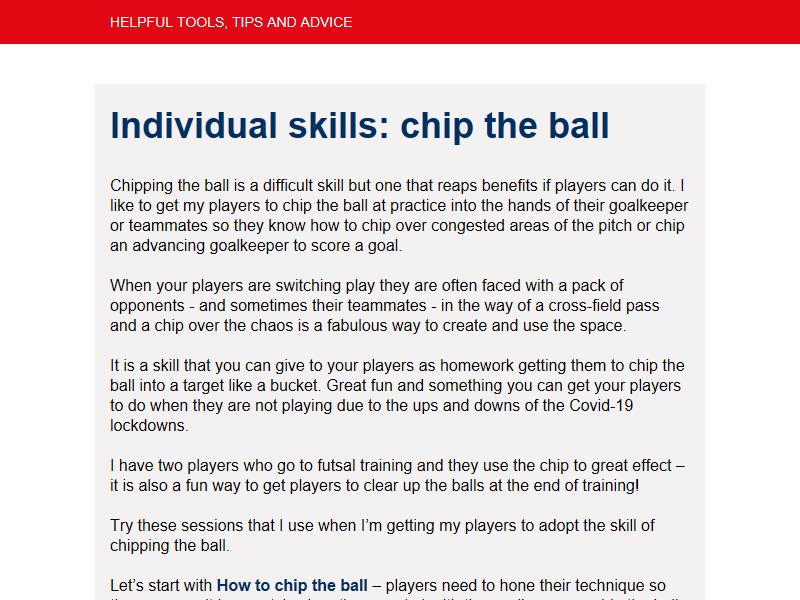 HELPFUL TOOLS, TIPS AND ADVICE
Individual skills: chip the ball
Chipping the ball is a difficult skill but one that reaps benefits if players can do it. I
like to get my players to chip the ball at practice into the hands of their goalkeeper
or teammates so they know how to chip over congested areas of the pitch or chip
an advancing goalkeeper to score a goal.
When your players are switching play they are often faced with a pack of
opponents - and sometimes their teammates - in the way of a cross-field pass
and a chip over the chaos is a fabulous way to create and use the space.
It is a skill that you can give to your players as homework getting them to chip the
ball into a target like a bucket. Great fun and something you can get your players
to do when they are not playing due to the ups and downs of the Covid-19
lockdowns.
I have two players who go to futsal training and they use the chip to great effect –
it is also a fun way to get players to clear up the balls at the end of training!
Try these sessions that I use when I’m getting my players to adopt the skill of
chipping the ball.
Let’s start with How to chip the ball – players need to hone their technique so